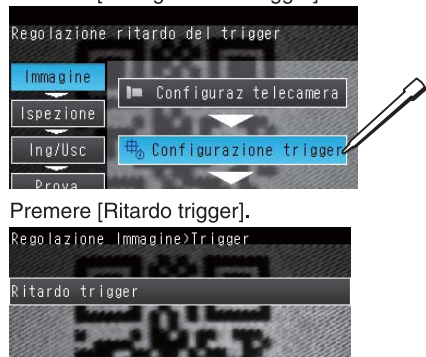 Regolazione ritardo del trigger
Immagine
Configuraz telecamera
Ispezione
Ing/Usc
Configurazione trigger
Prova
Premere [Ritardo trigger].
Regolazione Immagine>Trigger
Ritardo trigger